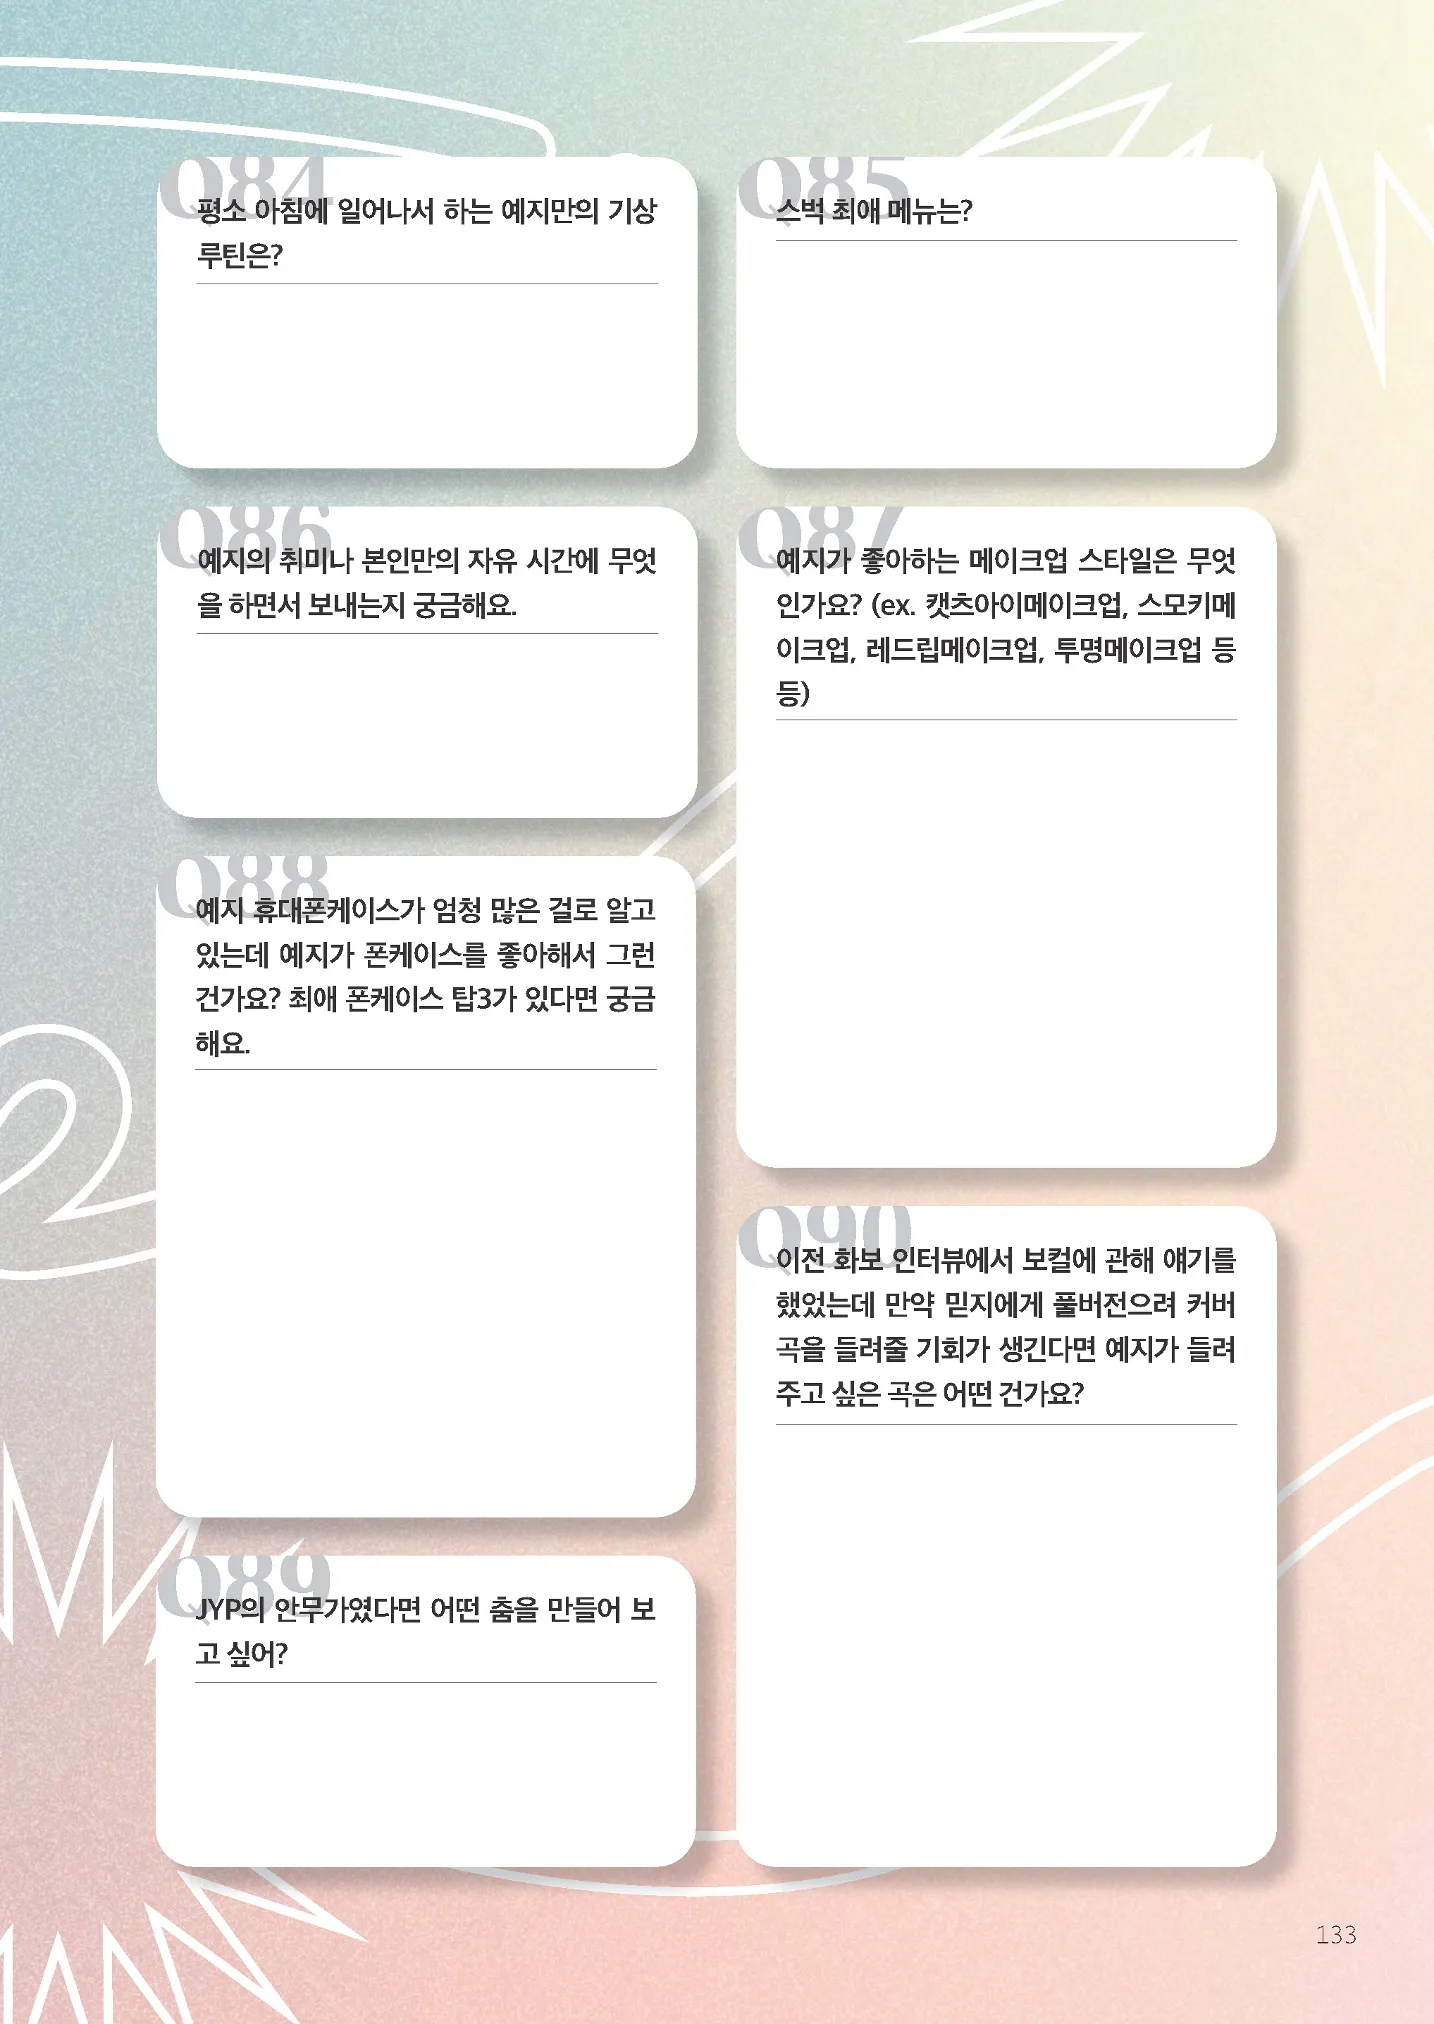 Q84
평소 아침에 일어나서 하는 예지만의 기상
루틴은?
Q85
스벅 최애 메뉴는?
Q86
예지의 취미나 본인만의 자유 시간에 무엇
을 하면서 보내는지 궁금해요.
Q87
예지가 좋아하는 메이크업 스타일은 무엇
인가요? (ex. 캣츠아이메이크업, 스모키메
이크업, 레드립메이크업, 투명메이크업 등
등)
Q88
예지 휴대폰케이스가 엄청 많은 걸로 알고
있는데 예지가 폰케이스를 좋아해서 그런
건가요? 최애 폰케이스 탑3가 있다면 궁금
해요.
Q89
JYP의 안무가였다면 어떤 춤을 만들어 보
고 싶어?
Q90
이전 화보 인터뷰에서 보컬에 관해 얘기를
했었는데 만약 믿지에게 풀버전으려 커버
곡을 들려줄 기회가 생긴다면 예지가 들려
주고 싶은 곡은 어떤 건가요?
133